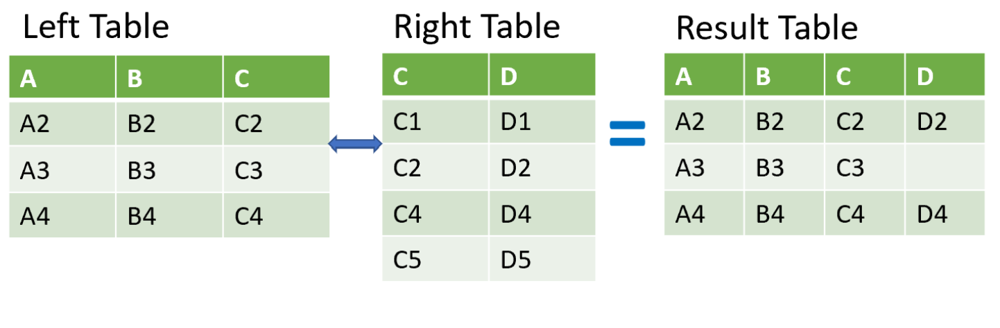 Left Table
A B C
A2 B2 C2
A3 B3 C3
A4 B4 C4
Right Table
C D
C1 D1
C2 D2
C4 D4
C5 D5
=
Result Table
A B C D
A2 B2 C2 D2
A3 B3 C3
A4 B4 C4 D4